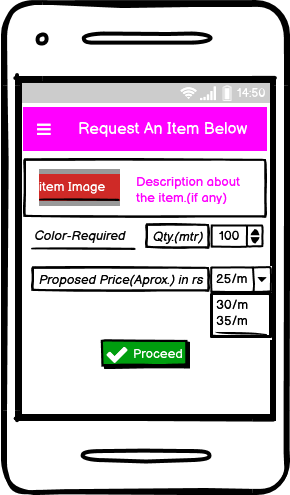 14:50
Request An Item Below
item Image
Description about
the item.(if any)
Color-Required
Qty.(mtr)
100
Proposed Price(Aprox.) in rs
25/m
30/m
35/m
Proceed